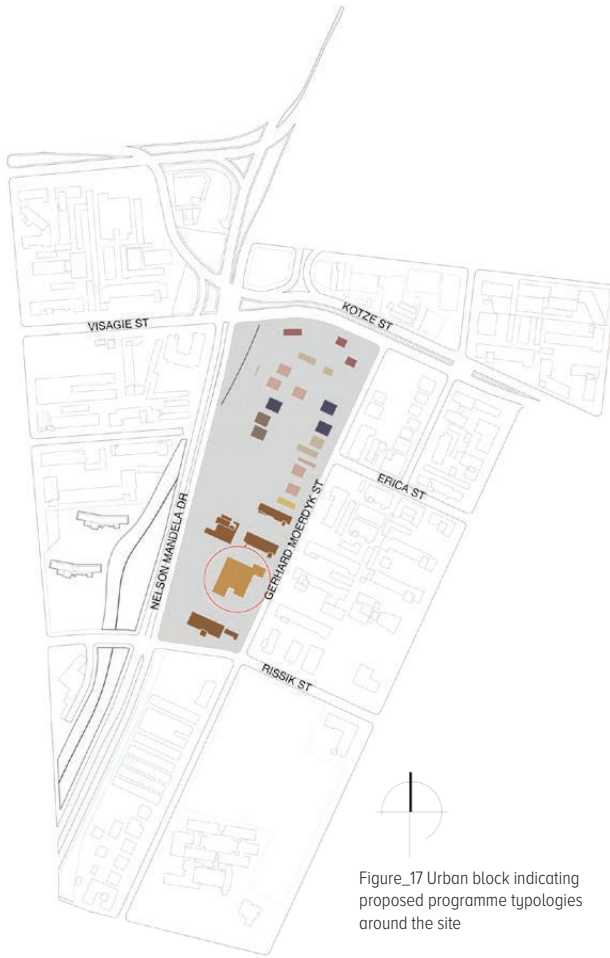 KOTZE ST
VISAGIE ST
ERICA ST
NELSON MANDELA DR
GERHARD MOERDYK ST
RISSIK ST
Figure_17 Urban block indicating
proposed programme typologies
around the site